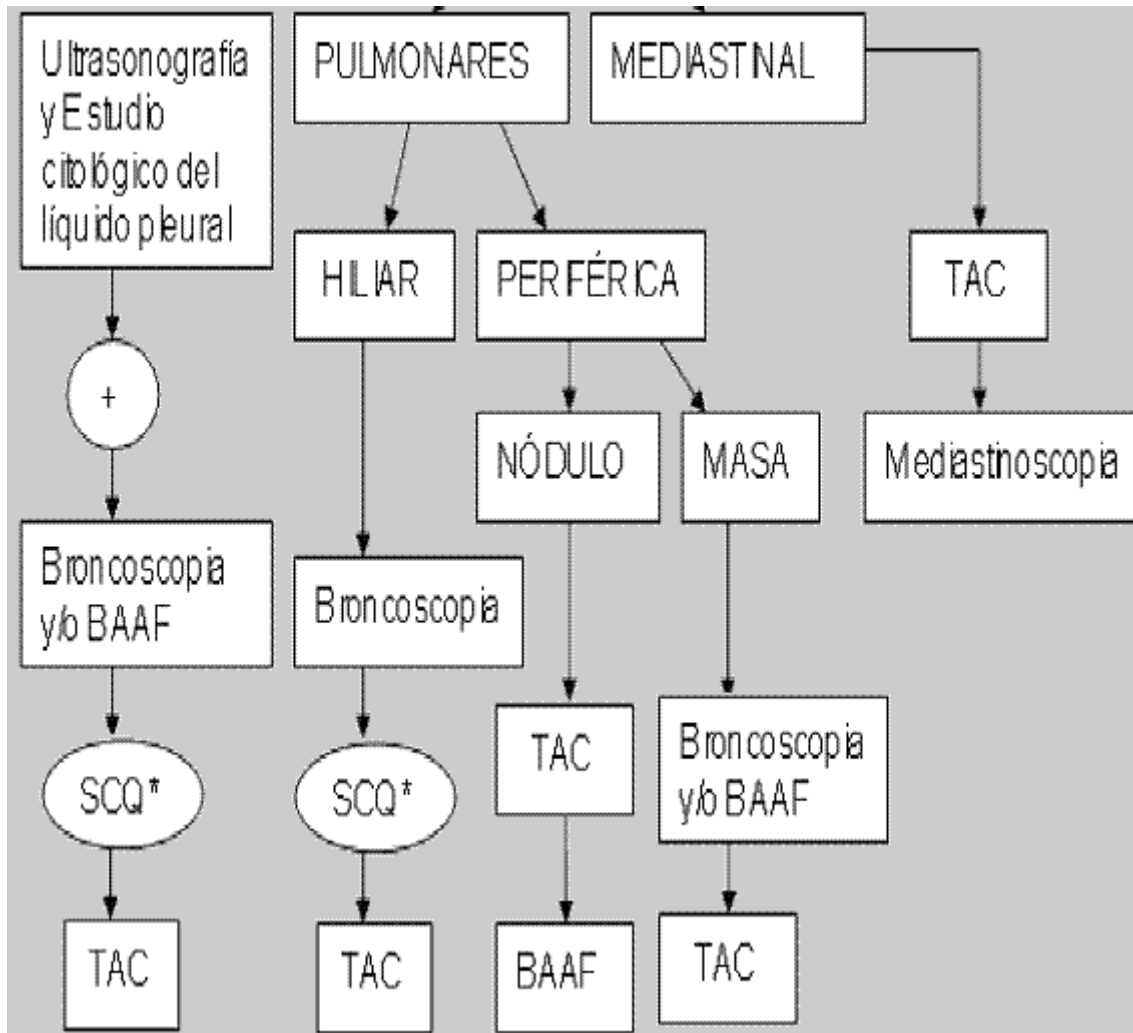 Ultrasonografía
y Estudio
citológico del
líquido pleural
PULMONARES
MEDIASTINAL
HILIAR
PERIFÉRICA
TAC
+
NÓDULO
MASA
Mediastinoscopia
Broncoscopia
y/o BAAF
Broncoscopia
SCQ*
SCQ*
TAC
Broncoscopia
y/o BAAF
TAC
TAC
BAAF
TAC